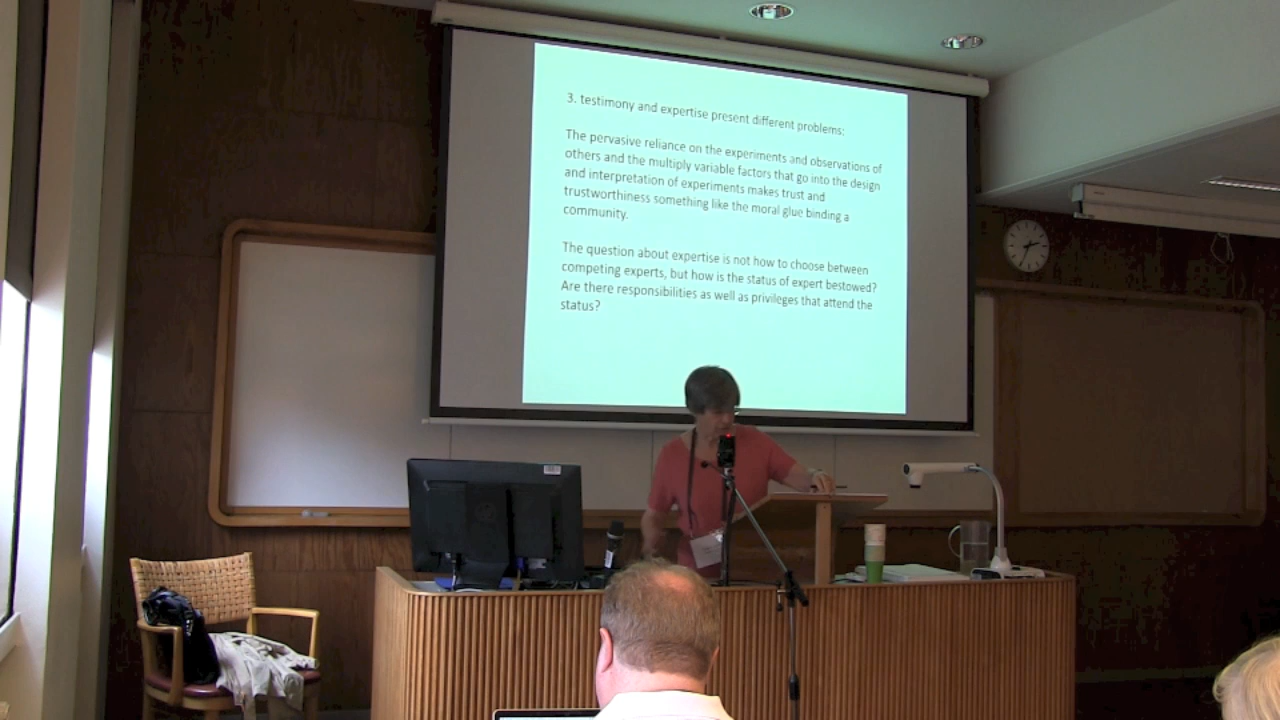 3. testimony and expertise present different problems:
The pervasive reliance on the experiments and observations of
others and the multiply variable factors that go into the design
and interpretation of experiments makes trust and
trustworthiness something like the moral glue binding a
community.
The question about expertise is not how to choose between
competing experts, but how is the status of expert bestowed?
Are there responsibilities as well as privileges that attend the
status?